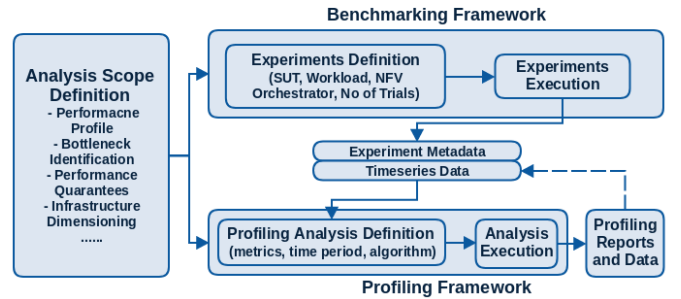 Benchmarking Framework
Analysis Scope
Definition
- Performacne
Profile
- Bottleneck
Identification
- Performance
Quarantees
- Infrastructure
Dimensioning
......
Experiments Definition
(SUT, Workload, NFV
Orchestrator, No of Trials)
Experiments
Execution
Experiment Metadata
Timeseries Data
Profiling Analysis Definition
(metrics, time period, algorithm)
Analysis
Execution
Profiling
Reports
and Data
Profiling Framework